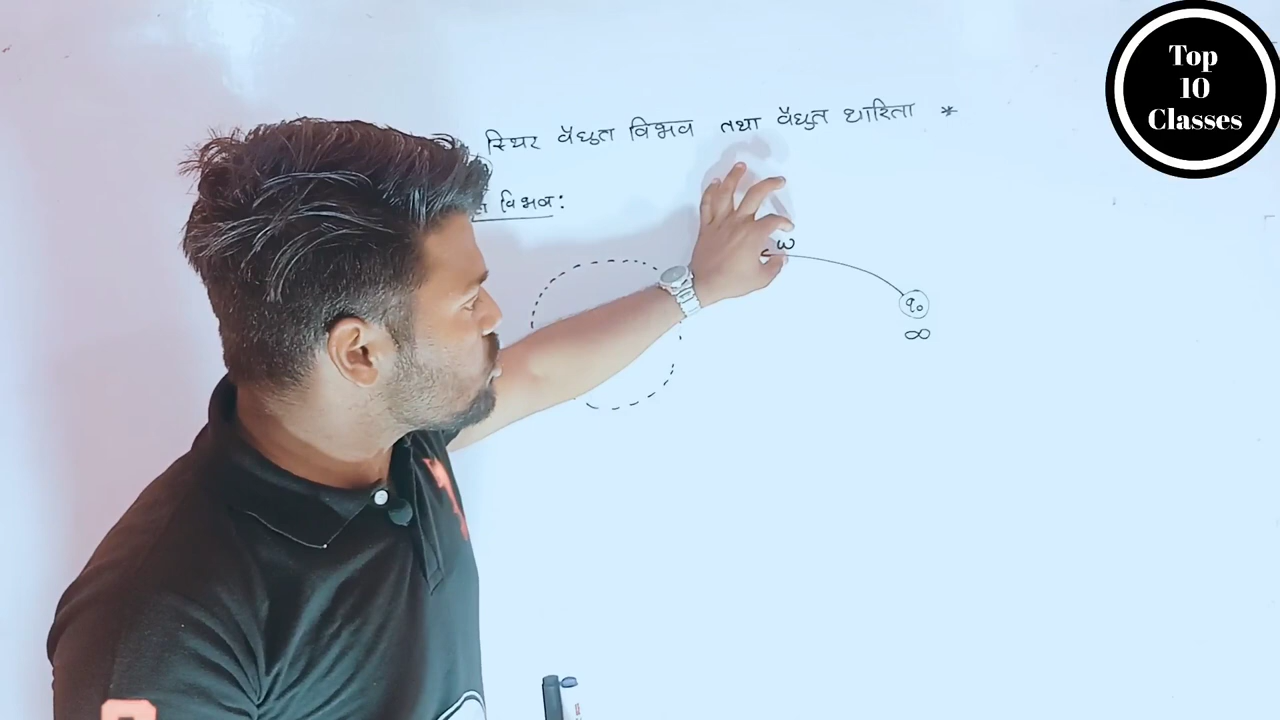 Top
10
Classes
स्थिर वैद्युत विभव तथा वैद्युत धारिता *
विभव:
W
q₀
∞